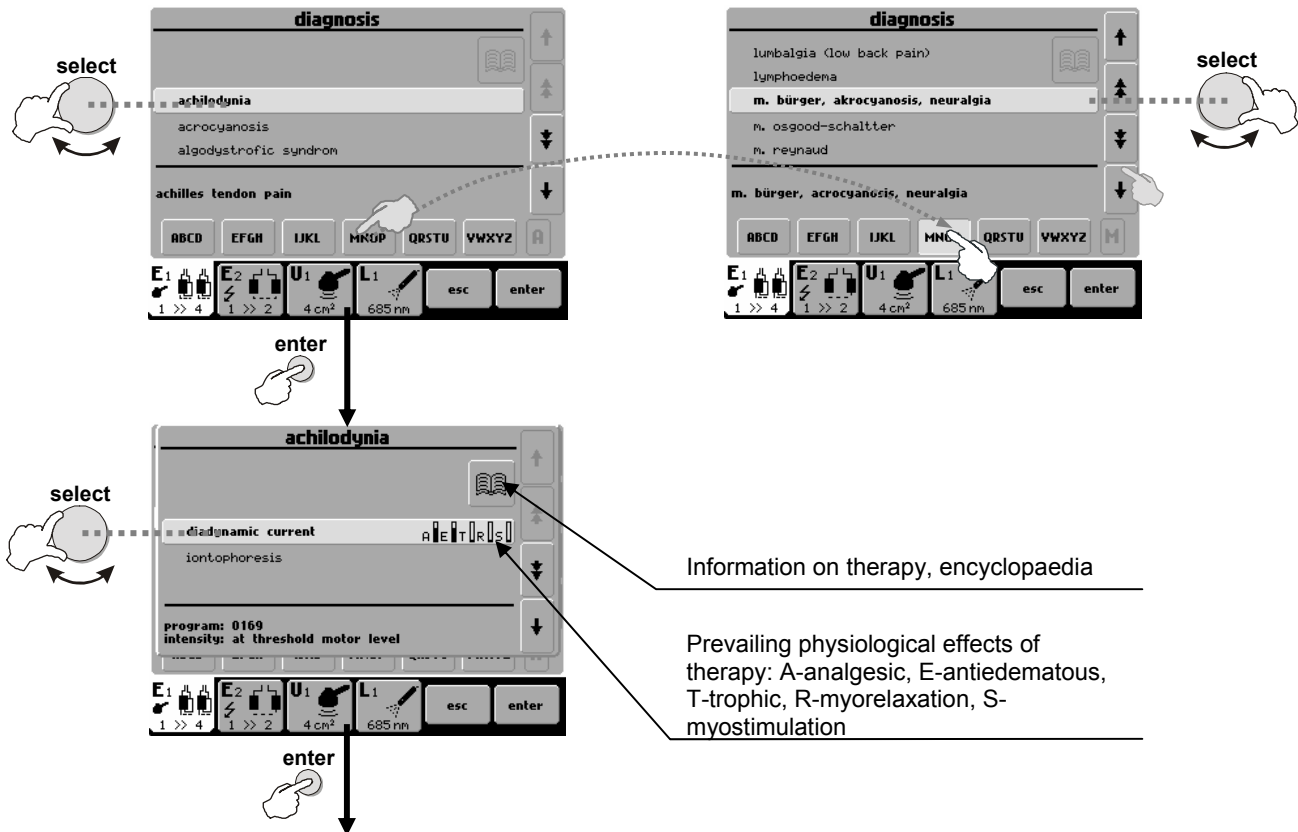 diagnosis
select
achilodynia
acrocyanosis
algodystrofic syndrom
achilles tendon pain
ABCD EFGH IJKL MNOP QRSTU VWXYZ A
E1 E2 U1 L1 esc enter
1 >> 4 1 >> 2 4 cm² 685 nm
diagnosis
lumbalgia (low back pain)
lymphoedema
select
m. bürger, akrocyanosis, neuralgia
m. osgood-schaltter
m. reynaud
m. bürger, acrocyanosis, neuralgia
ABCD EFGH IJKL QRSTU VWXYZ M
E1 E2 U1 L1 esc enter
1 >> 4 1 >> 2 4 cm² 685 nm
enter
achilodynia
select
diadynamic current A E T R S
iontophoresis
program: 0169
intensity: at threshold motor level
E1 E2 U1 L1 esc enter
1 >> 4 1 >> 2 4 cm² 685 nm
enter
Information on therapy, encyclopaedia
Prevailing physiological effects of
therapy: A-analgesic, E-antiedematous,
T-trophic, R-myorelaxation, S-
myostimulation